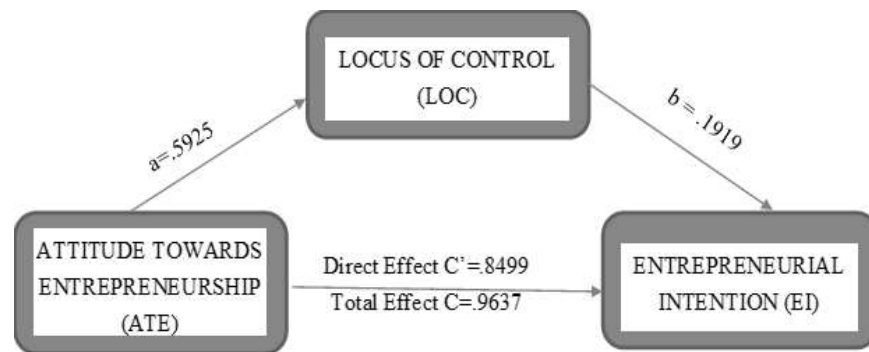 LOCUS OF CONTROL
(LOC)
a=.5925
b = .1919
ATTITUDE TOWARDS
ENTREPRENEURSHIP
(ATE)
Direct Effect C’=.8499
Total Effect C=.9637
ENTREPRENEURIAL
INTENTION (EI)